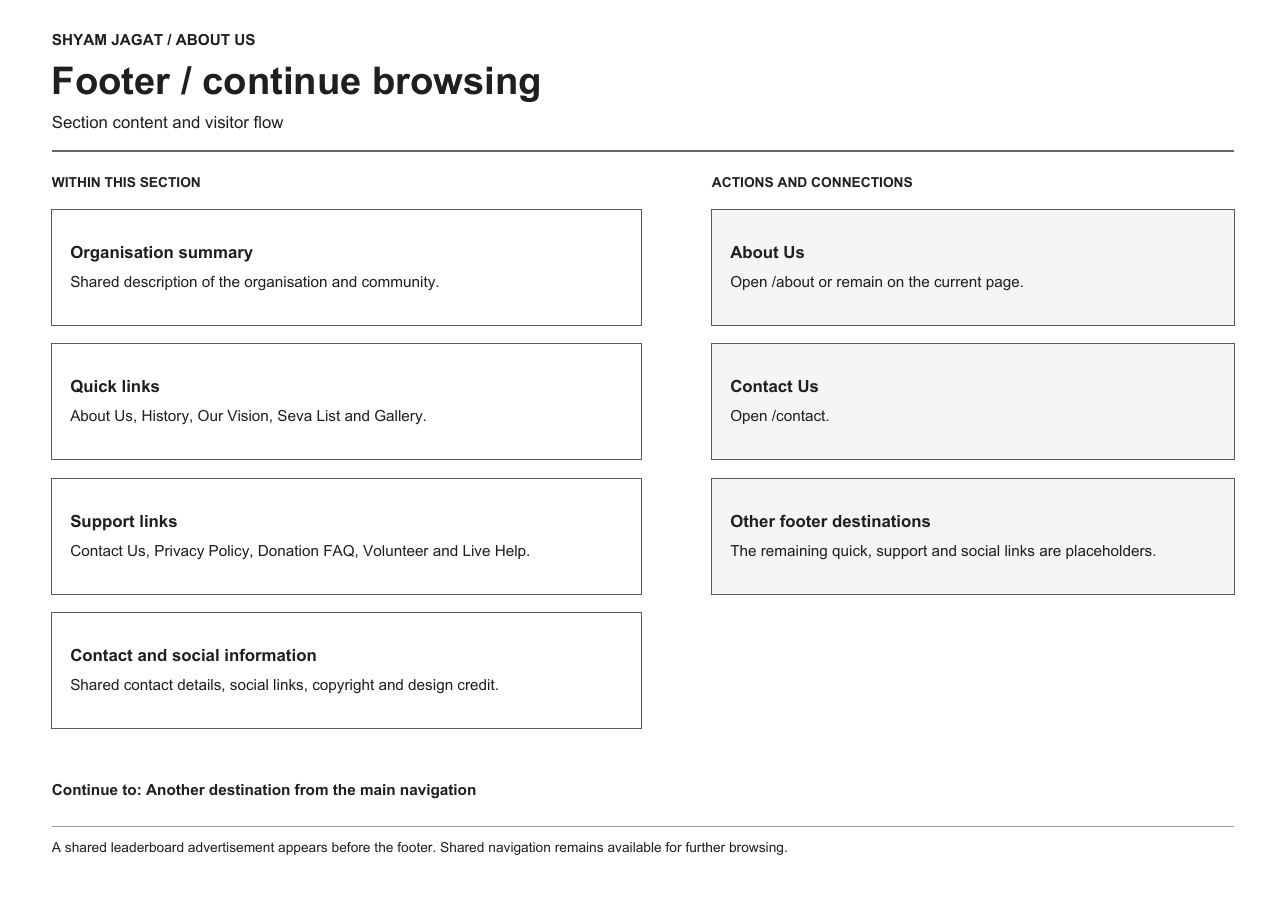 SHYAM JAGAT / ABOUT US
Footer / continue browsing
Section content and visitor flow
WITHIN THIS SECTION
Organisation summary
Shared description of the organisation and community.
Quick links
About Us, History, Our Vision, Seva List and Gallery.
Support links
Contact Us, Privacy Policy, Donation FAQ, Volunteer and Live Help.
Contact and social information
Shared contact details, social links, copyright and design credit.
ACTIONS AND CONNECTIONS
About Us
Open /about or remain on the current page.
Contact Us
Open /contact.
Other footer destinations
The remaining quick, support and social links are placeholders.
Continue to: Another destination from the main navigation
A shared leaderboard advertisement appears before the footer. Shared navigation remains available for further browsing.